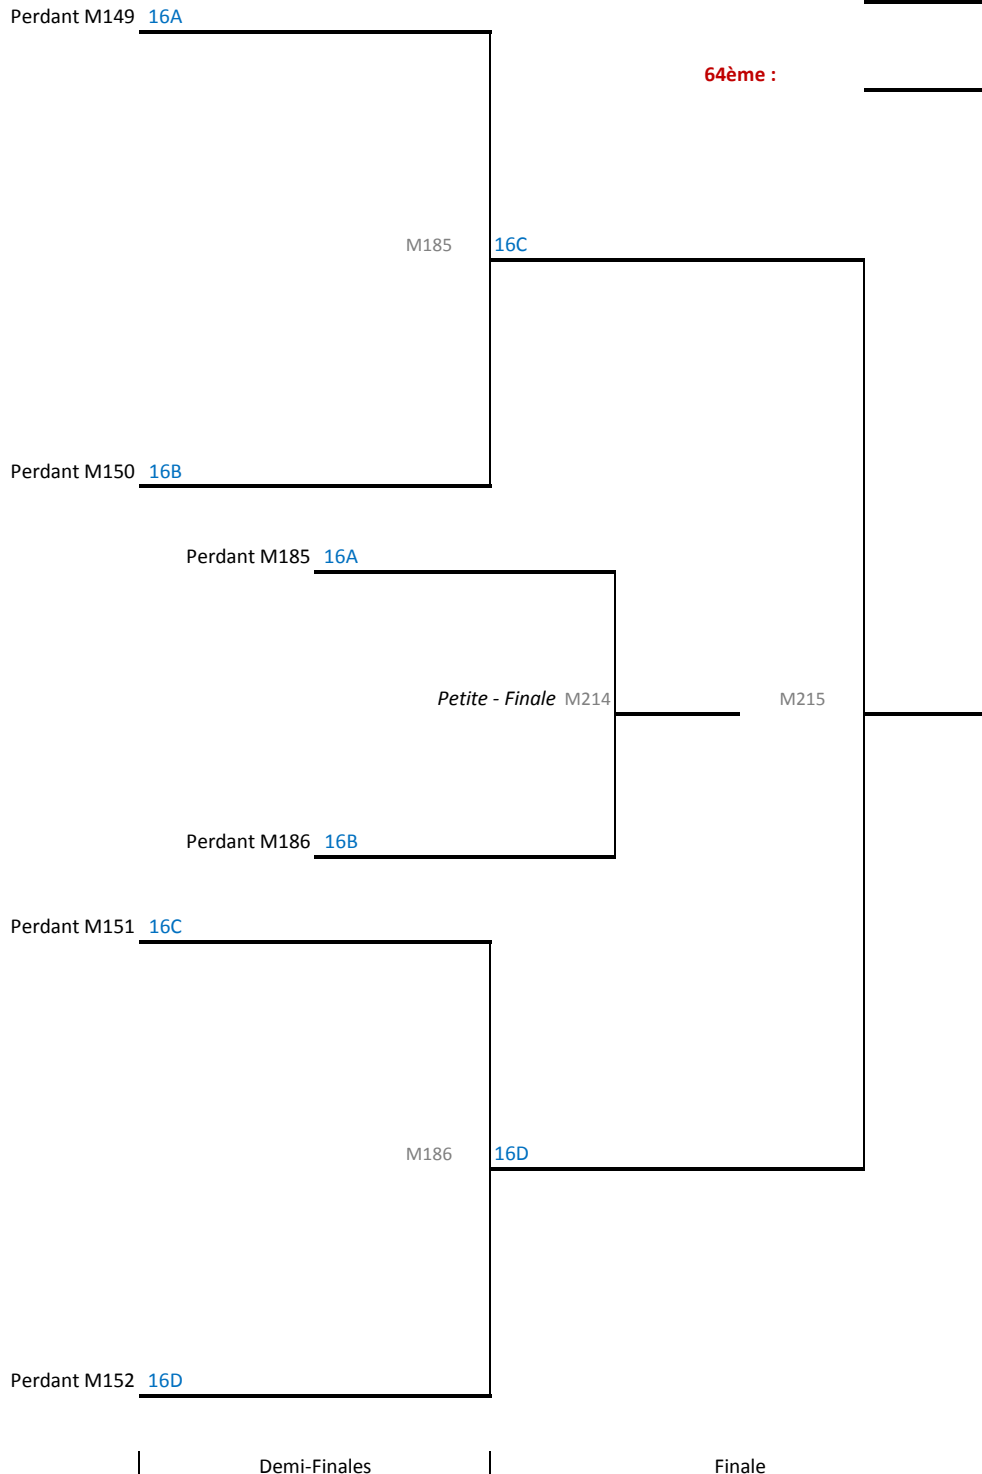 Perdant M149 16A
64ème :
M185 16C
Perdant M150 16B
Perdant M185 16A
Petite - Finale M214 M215
Perdant M186 16B
Perdant M151 16C
M186 16D
Perdant M152 16D
Demi-Finales Finale